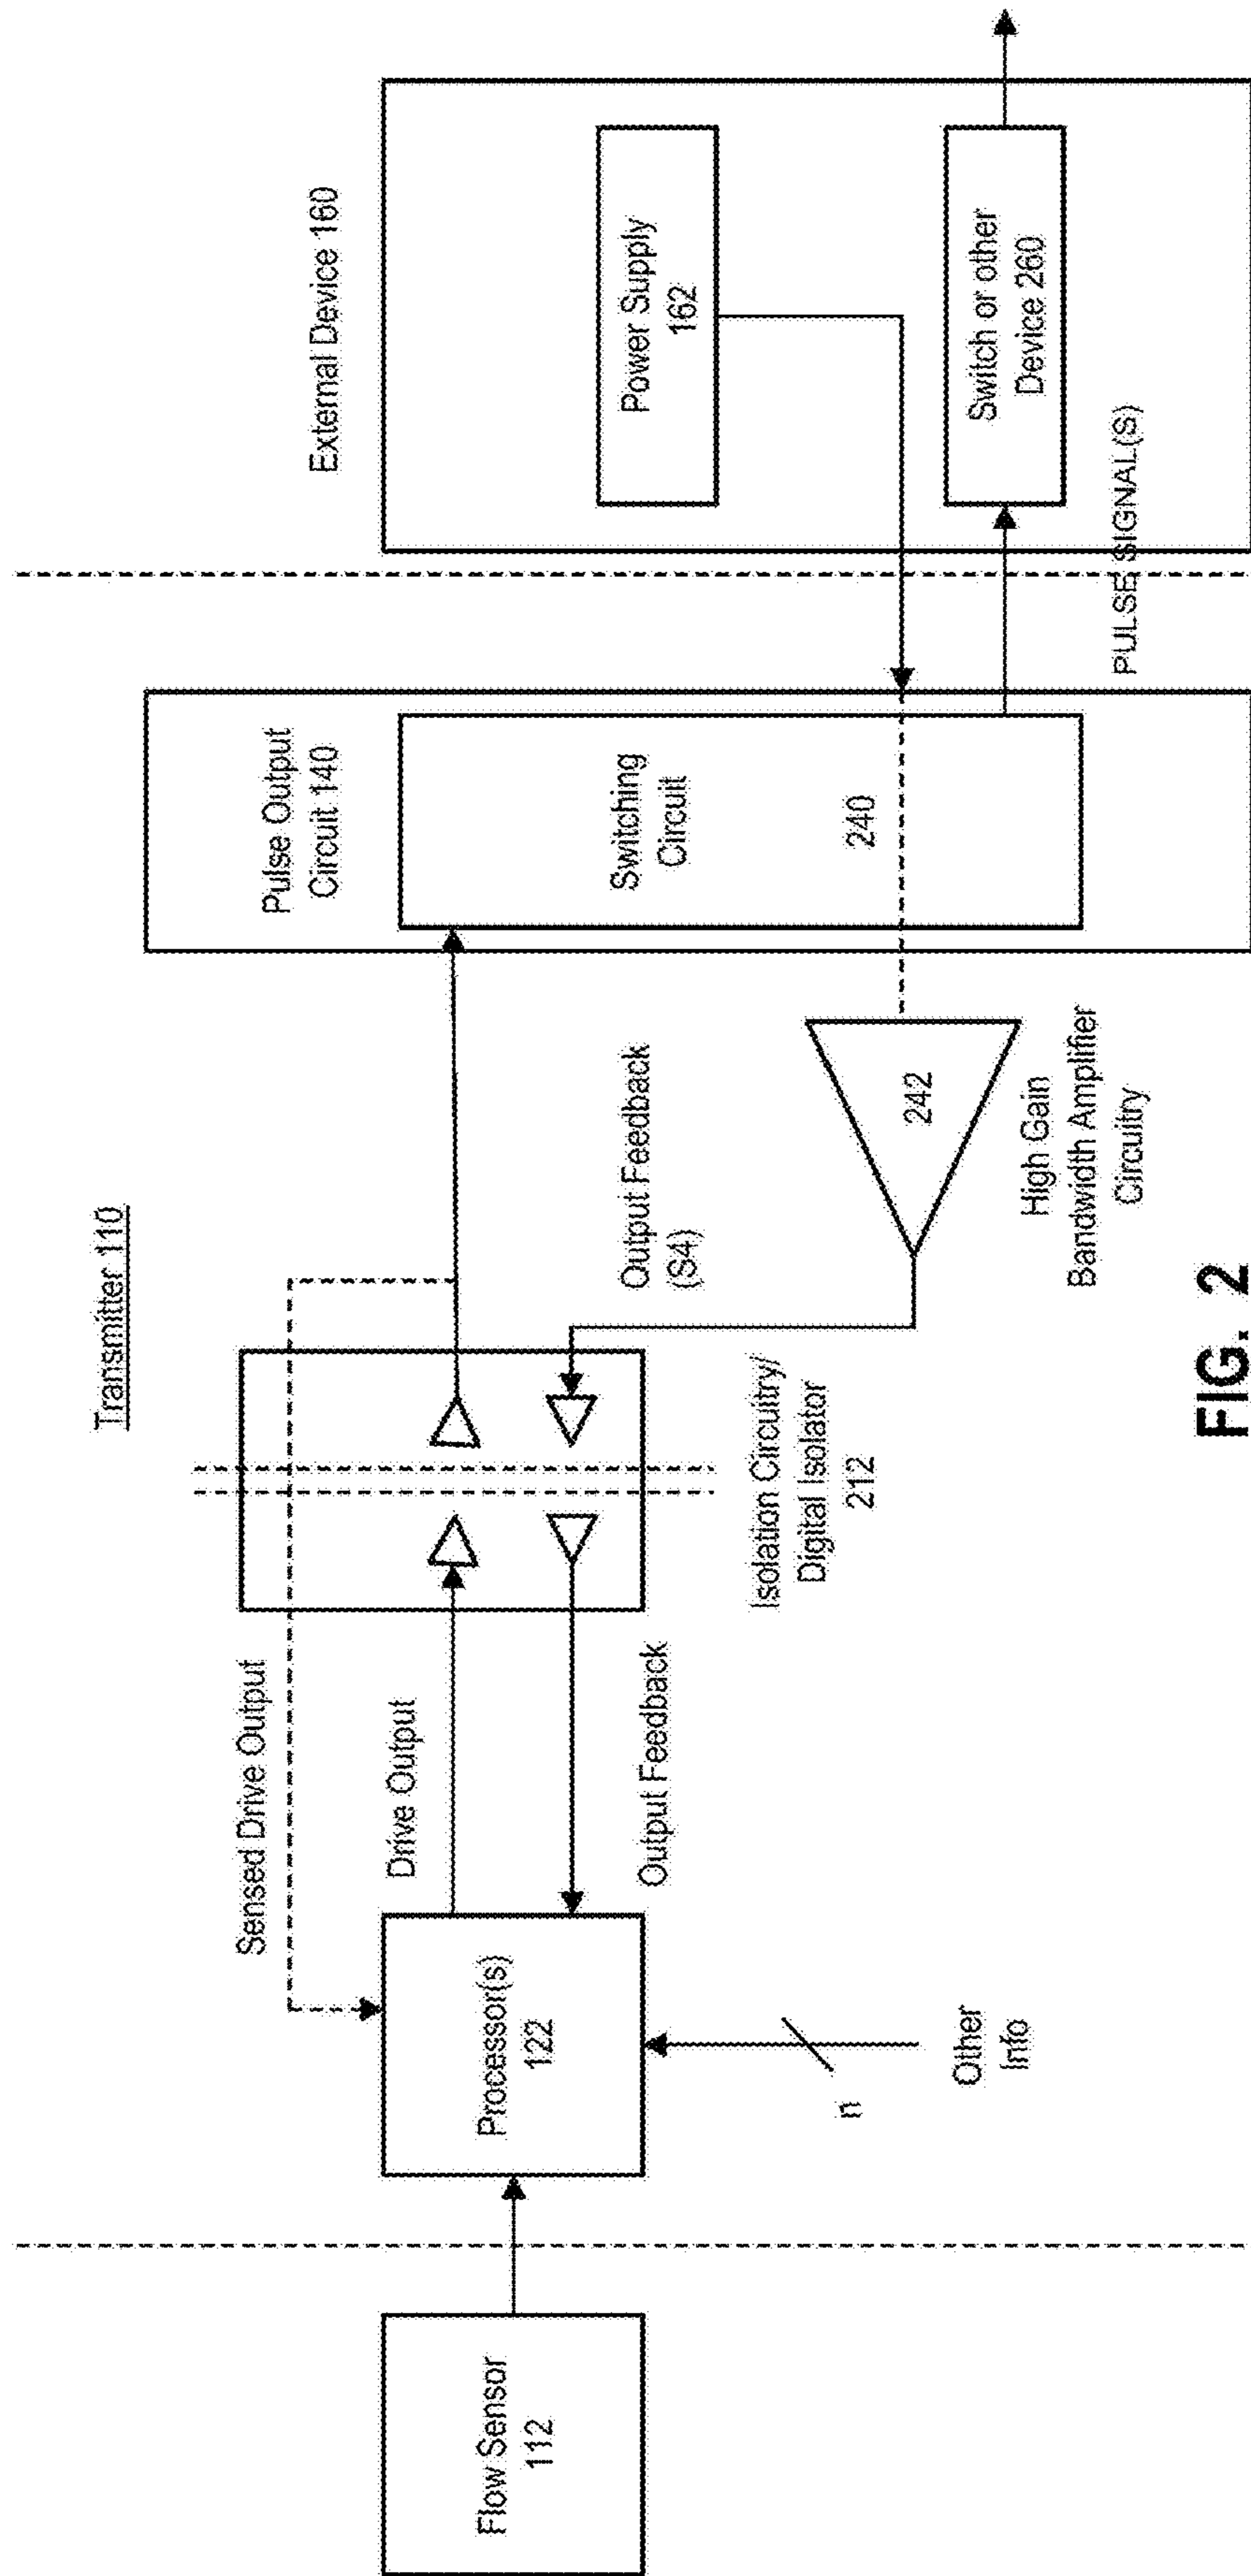 Transmitter 110
Flow Sensor
112
Processor(s)
122
n
Other
Info
Sensed Drive Output
Drive Output
Output Feedback
Isolation Circuitry/
Digital Isolator
212
Output Feedback
(S4)
242
High Gain
Bandwidth Amplifier
Circuitry
Pulse Output
Circuit 140
Switching
Circuit
240
External Device 160
Power Supply
162
Switch or other
Device 260
PULSE SIGNAL(S)
FIG. 2